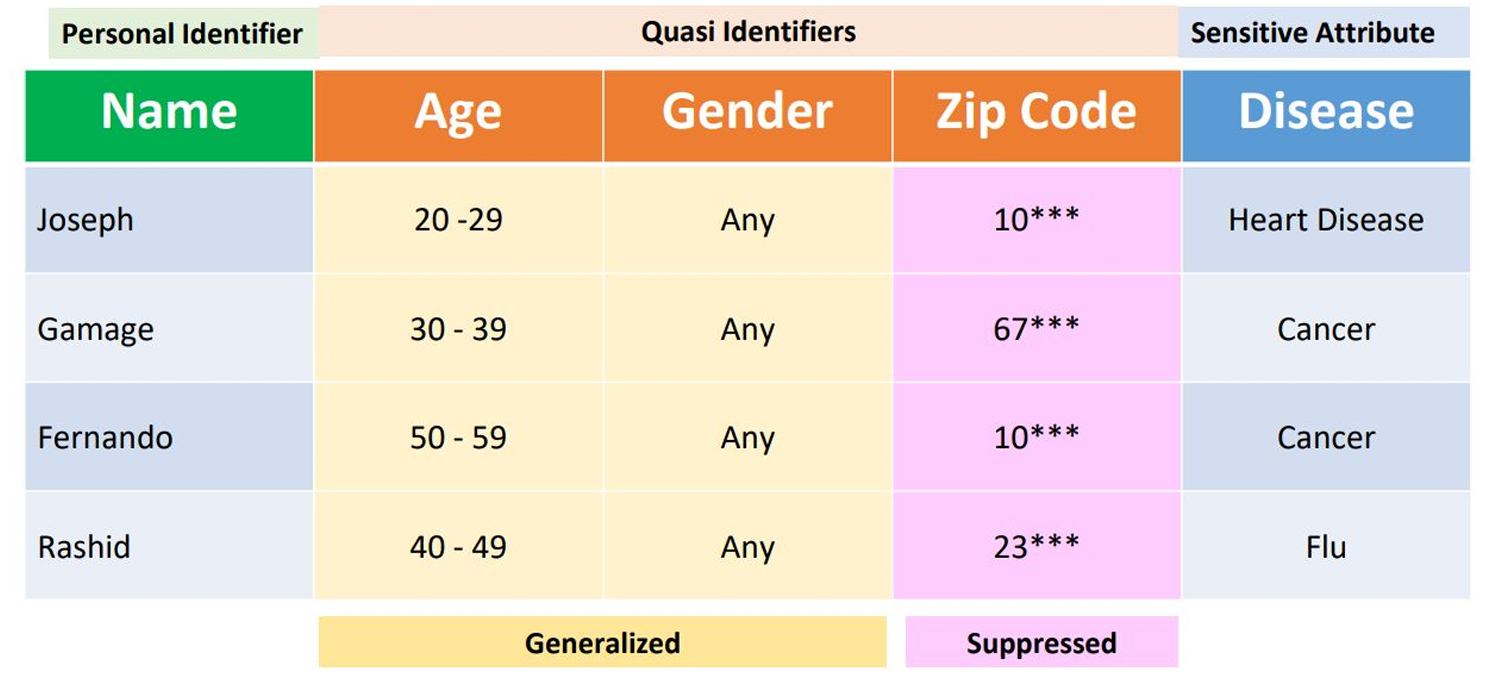 Personal Identifier Quasi Identifiers Sensitive Attribute
Name Age Gender Zip Code Disease
Joseph 20 -29 Any 10*** Heart Disease
Gamage 30 - 39 Any 67*** Cancer
Fernando 50 - 59 Any 10*** Cancer
Rashid 40 - 49 Any 23*** Flu
Generalized Suppressed